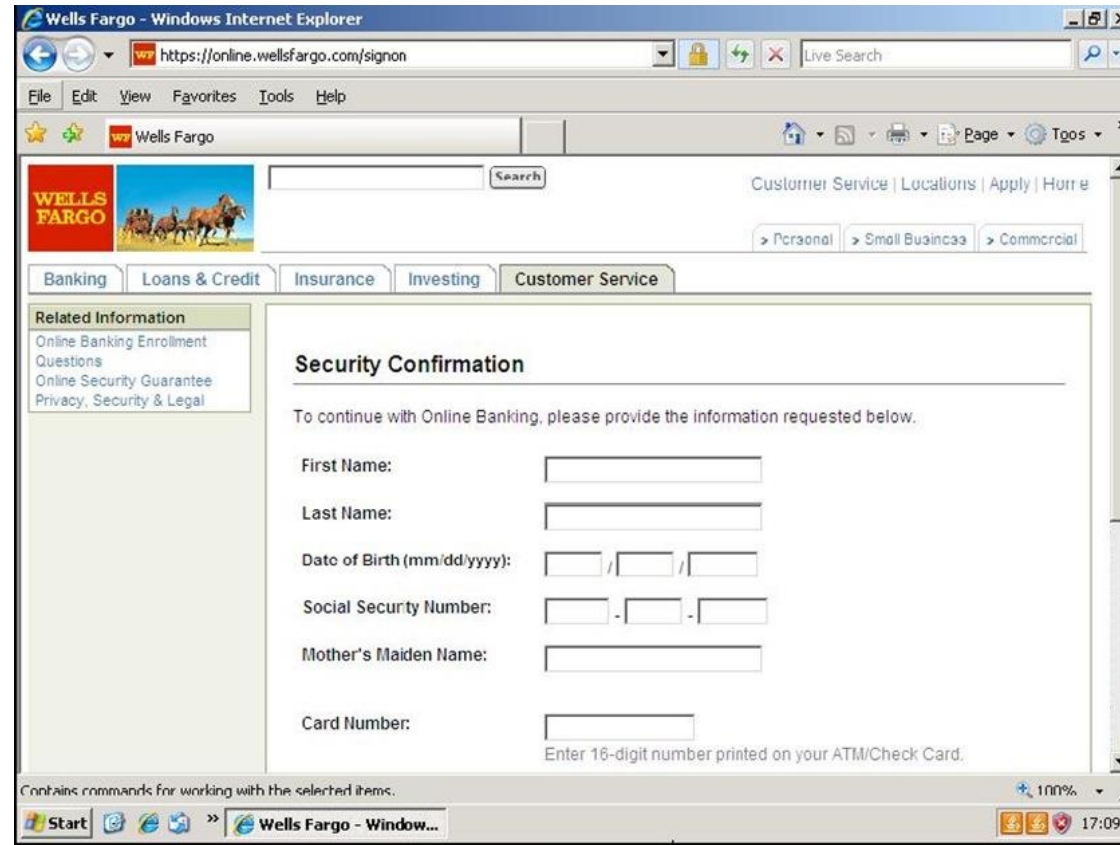 Wells Fargo - Windows Internet Explorer
https://online.wellsfargo.com/signon
Live Search
File Edit View Favorites Tools Help
Wells Fargo
Page Toos
WELLS
FARGO
Search
Customer Service | Locations | Apply | Home
> Personal > Small Business > Commercial
Banking Loans & Credit Insurance Investing Customer Service
Related Information
Online Banking Enrollment
Questions
Online Security Guarantee
Privacy, Security & Legal
Security Confirmation
To continue with Online Banking, please provide the information requested below.
First Name:
Last Name:
Date of Birth (mm/dd/yyyy):
/ /
Social Security Number:
- -
Mother's Maiden Name:
Card Number:
Enter 16-digit number printed on your ATM/Check Card.
Contains commands for working with the selected items.
100%
Start » Wells Fargo - Window...
17:09